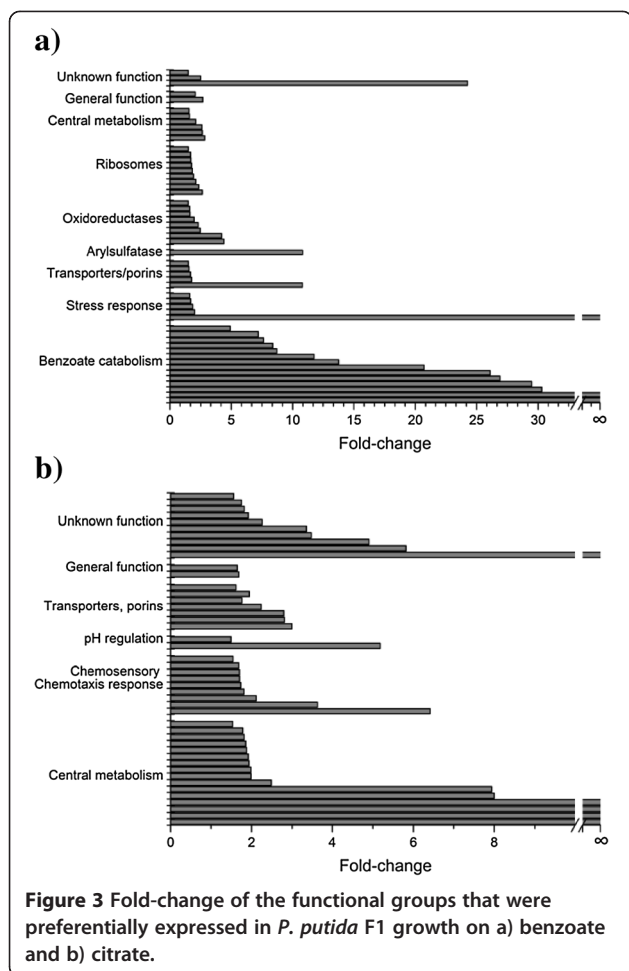 a)
Unknown function
General function
Central metabolism
Ribosomes
Oxidoreductases
Arylsulfatase
Transporters/porins
Stress response
Benzoate catabolism
0 5 10 15 20 25 30 ∞
Fold-change
b)
Unknown function
General function
Transporters, porins
pH regulation
Chemosensory
Chemotaxis response
Central metabolism
0 2 4 6 8 ∞
Fold-change
Figure 3 Fold-change of the functional groups that were
preferentially expressed in P. putida F1 growth on a) benzoate
and b) citrate.